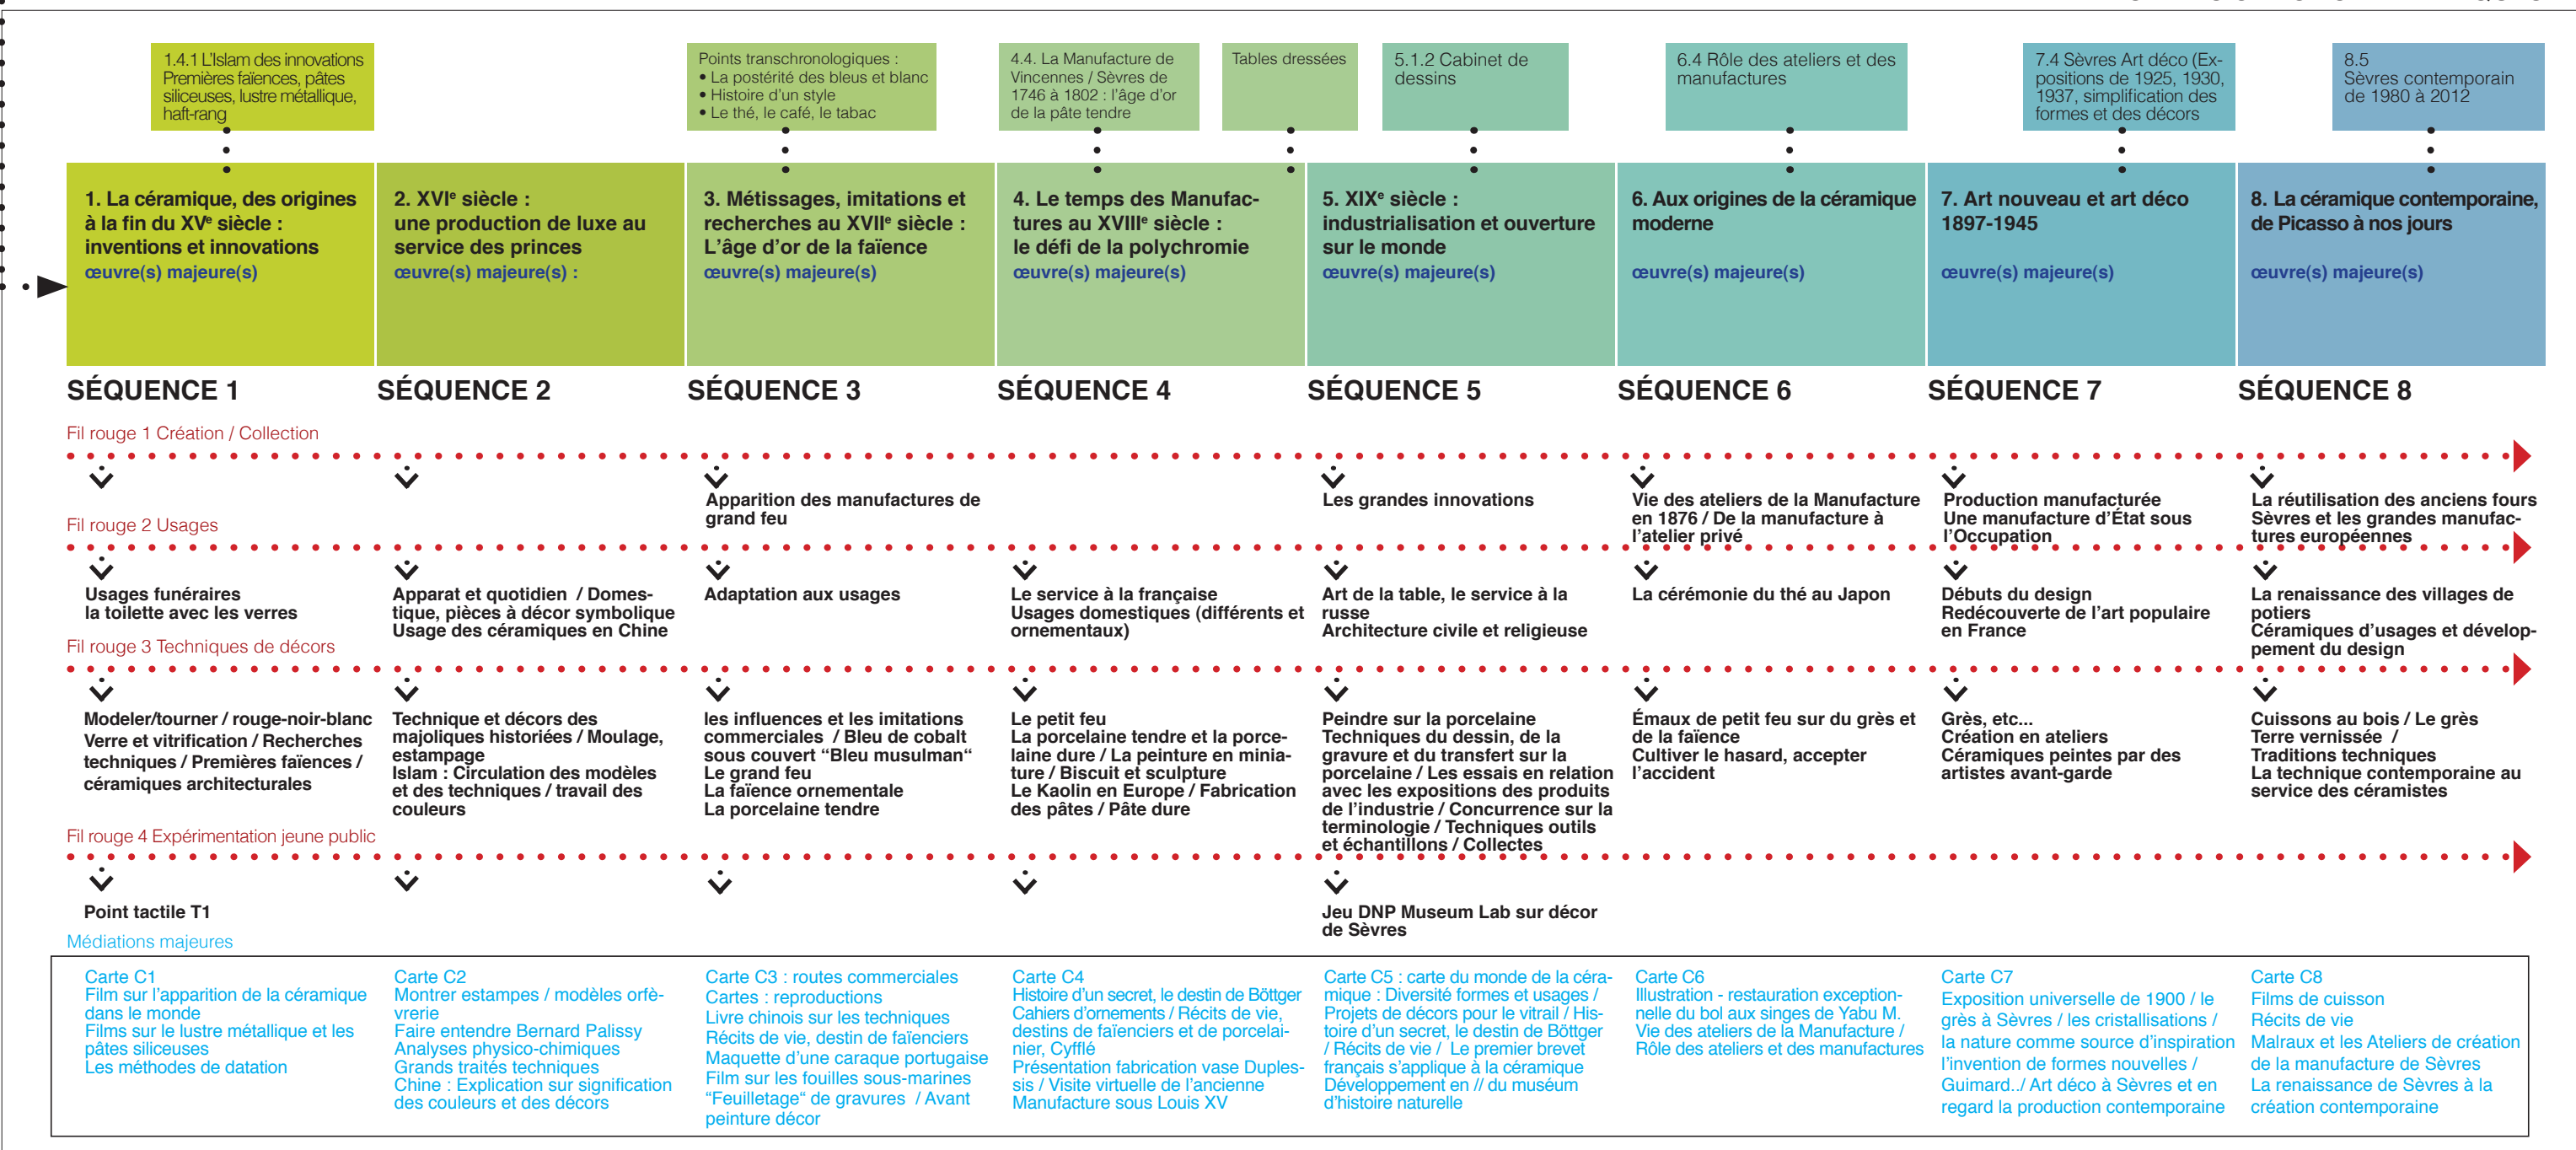 1.4.1 L'Islam des innovations
Premières faïences, pâtes
siliceuses, lustre métallique,
haft-rang
Points transchronologiques :
• La postérité des bleus et blanc
• Histoire d'un style
• Le thé, le café, le tabac
4.4. La Manufacture de
Vincennes / Sèvres de
1746 à 1802 : l'âge d'or
de la pâte tendre
Tables dressées
5.1.2 Cabinet de
dessins
6.4 Rôle des ateliers et des
manufactures
7.4 Sèvres Art déco (Ex-
positions de 1925, 1930,
1937, simplification des
formes et des décors
8.5
Sèvres contemporain
de 1980 à 2012
1. La céramique, des origines
à la fin du XVe siècle :
inventions et innovations
œuvre(s) majeure(s)
2. XVIe siècle :
une production de luxe au
service des princes
œuvre(s) majeure(s) :
3. Métissages, imitations et
recherches au XVIIe siècle :
L'âge d'or de la faïence
œuvre(s) majeure(s)
4. Le temps des Manufac-
tures au XVIIIe siècle :
le défi de la polychromie
œuvre(s) majeure(s)
5. XIXe siècle :
industrialisation et ouverture
sur le monde
œuvre(s) majeure(s)
6. Aux origines de la céramique
moderne
œuvre(s) majeure(s)
7. Art nouveau et art déco
1897-1945
œuvre(s) majeure(s)
8. La céramique contemporaine,
de Picasso à nos jours
œuvre(s) majeure(s)
SÉQUENCE 1
SÉQUENCE 2
SÉQUENCE 3
SÉQUENCE 4
SÉQUENCE 5
SÉQUENCE 6
SÉQUENCE 7
SÉQUENCE 8
Fil rouge 1 Création / Collection
Apparition des manufactures de
grand feu
Les grandes innovations
Vie des ateliers de la Manufacture
en 1876 / De la manufacture à
l'atelier privé
Production manufacturée
Une manufacture d'État sous
l'Occupation
La réutilisation des anciens fours
Sèvres et les grandes manufac-
tures européennes
Fil rouge 2 Usages
Usages funéraires
la toilette avec les verres
Apparat et quotidien / Domes-
tique, pièces à décor symbolique
Usage des céramiques en Chine
Adaptation aux usages
Le service à la française
Usages domestiques (différents et
ornementaux)
Art de la table, le service à la
russe
Architecture civile et religieuse
La cérémonie du thé au Japon
Débuts du design
Redécouverte de l'art populaire
en France
La renaissance des villages de
potiers
Céramiques d'usages et dévelop-
pement du design
Fil rouge 3 Techniques de décors
Modeler/tourner / rouge-noir-blanc
Verre et vitrification / Recherches
techniques / Premières faïences /
céramiques architecturales
Technique et décors des
majoliques historiées / Moulage,
estampage
Islam : Circulation des modèles
et des techniques / travail des
couleurs
les influences et les imitations
commerciales / Bleu de cobalt
sous couvert “Bleu musulman“
Le grand feu
La faïence ornementale
La porcelaine tendre
Le petit feu
La porcelaine tendre et la porce-
laine dure / La peinture en minia-
ture / Biscuit et sculpture
Le Kaolin en Europe / Fabrication
des pâtes / Pâte dure
Peindre sur la porcelaine
Techniques du dessin, de la
gravure et du transfert sur la
porcelaine / Les essais en relation
avec les expositions des produits
de l'industrie / Concurrence sur la
terminologie / Techniques outils
et échantillons / Collectes
Émaux de petit feu sur du grès et
de la faïence
Cultiver le hasard, accepter
l'accident
Grès, etc...
Création en ateliers
Céramiques peintes par des
artistes avant-garde
Cuissons au bois / Le grès
Terre vernissée /
Traditions techniques
La technique contemporaine au
service des céramistes
Fil rouge 4 Expérimentation jeune public
Point tactile T1
Jeu DNP Museum Lab sur décor
de Sèvres
Médiations majeures
Carte C1
Film sur l'apparition de la céramique
dans le monde
Films sur le lustre métallique et les
pâtes siliceuses
Les méthodes de datation
Carte C2
Montrer estampes / modèles orfè-
vrerie
Faire entendre Bernard Palissy
Analyses physico-chimiques
Grands traités techniques
Chine : Explication sur signification
des couleurs et des décors
Carte C3 : routes commerciales
Cartes : reproductions
Livre chinois sur les techniques
Récits de vie, destin de faïenciers
Maquette d'une caraque portugaise
Film sur les fouilles sous-marines
“Feuilletage“ de gravures / Avant
peinture décor
Carte C4
Histoire d'un secret, le destin de Böttger
Cahiers d'ornements / Récits de vie,
destins de faïenciers et de porcelai-
nier, Cyfflé
Présentation fabrication vase Duples-
sis / Visite virtuelle de l'ancienne
Manufacture sous Louis XV
Carte C5 : carte du monde de la céra-
mique : Diversité formes et usages /
Projets de décors pour le vitrail / His-
toire d'un secret, le destin de Böttger
/ Récits de vie / Le premier brevet
français s'applique à la céramique
Développement en // du muséum
d'histoire naturelle
Carte C6
Illustration - restauration exception-
nelle du bol aux singes de Yabu M.
Vie des ateliers de la Manufacture /
Rôle des ateliers et des manufactures
Carte C7
Exposition universelle de 1900 / le
grès à Sèvres / les cristallisations /
la nature comme source d'inspiration
l'invention de formes nouvelles /
Guimard../ Art déco à Sèvres et en
regard la production contemporaine
Carte C8
Films de cuisson
Récits de vie
Malraux et les Ateliers de création
de la manufacture de Sèvres
La renaissance de Sèvres à la
création contemporaine